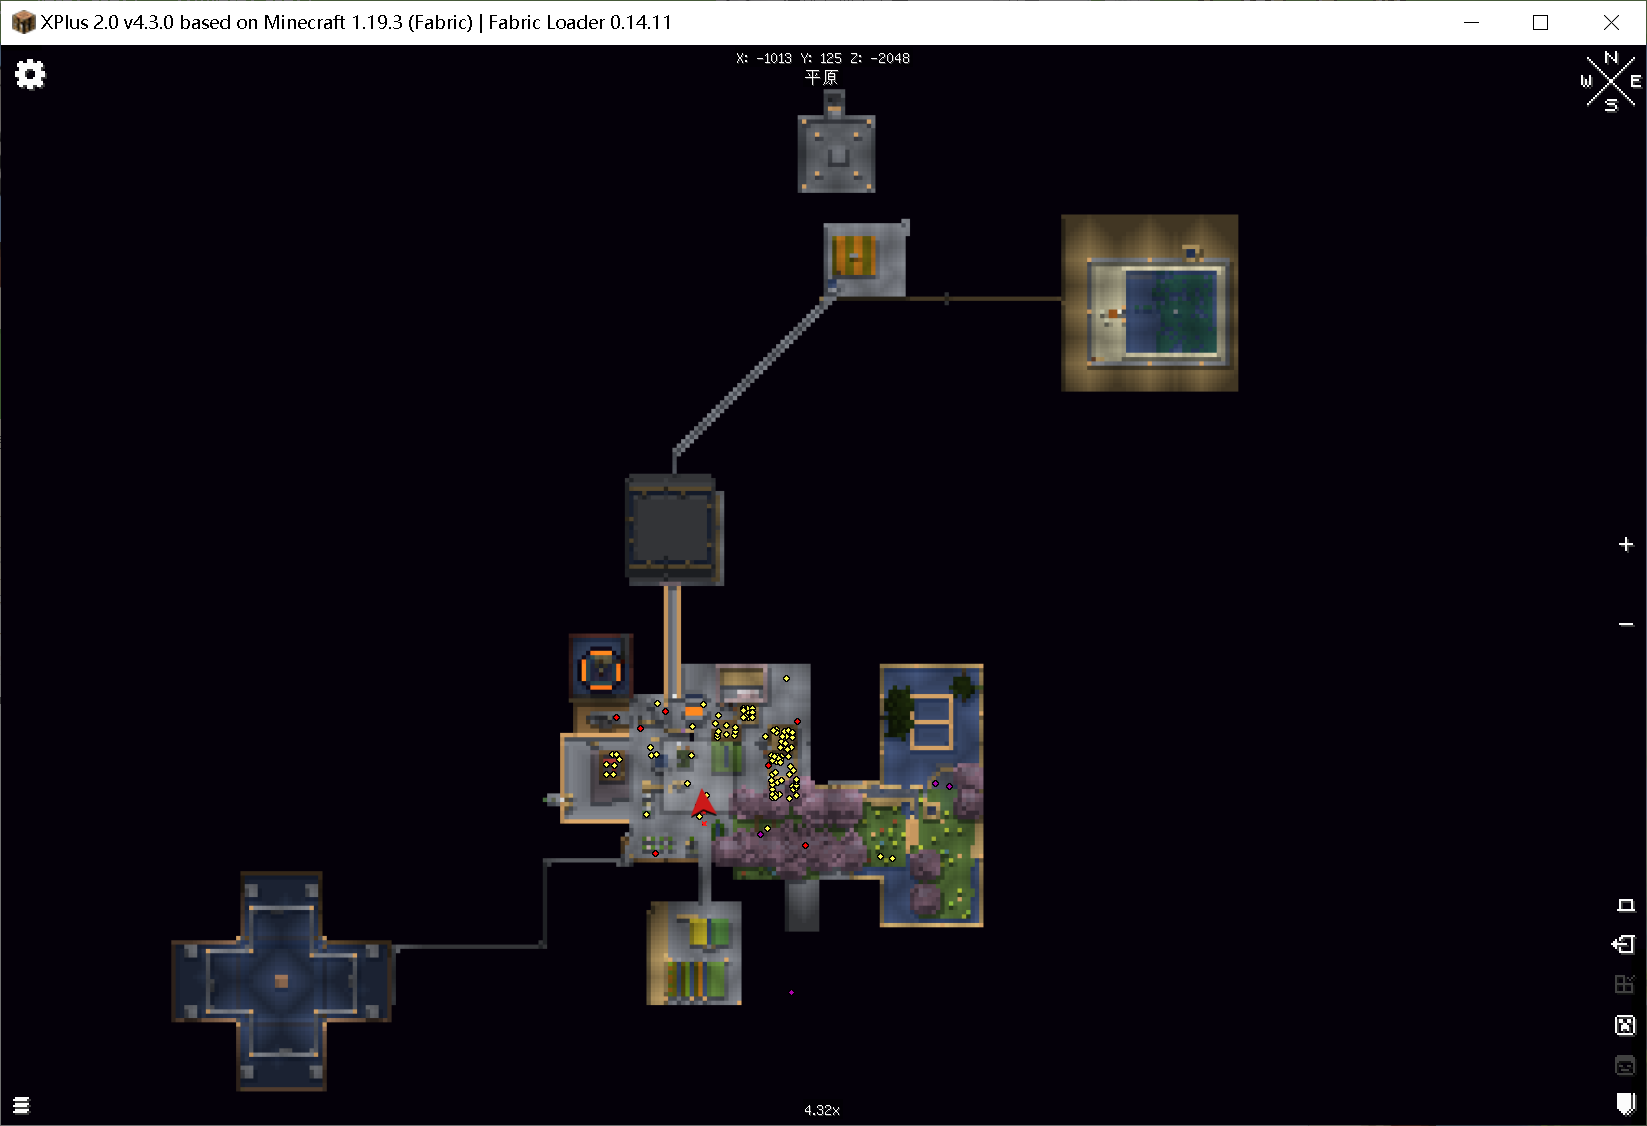 XPlus 2.0 v4.3.0 based on Minecraft 1.19.3 (Fabric) | Fabric Loader 0.14.11
X: -1013 Y: 125 Z: -2048
平原
N
W E
S
4.32x